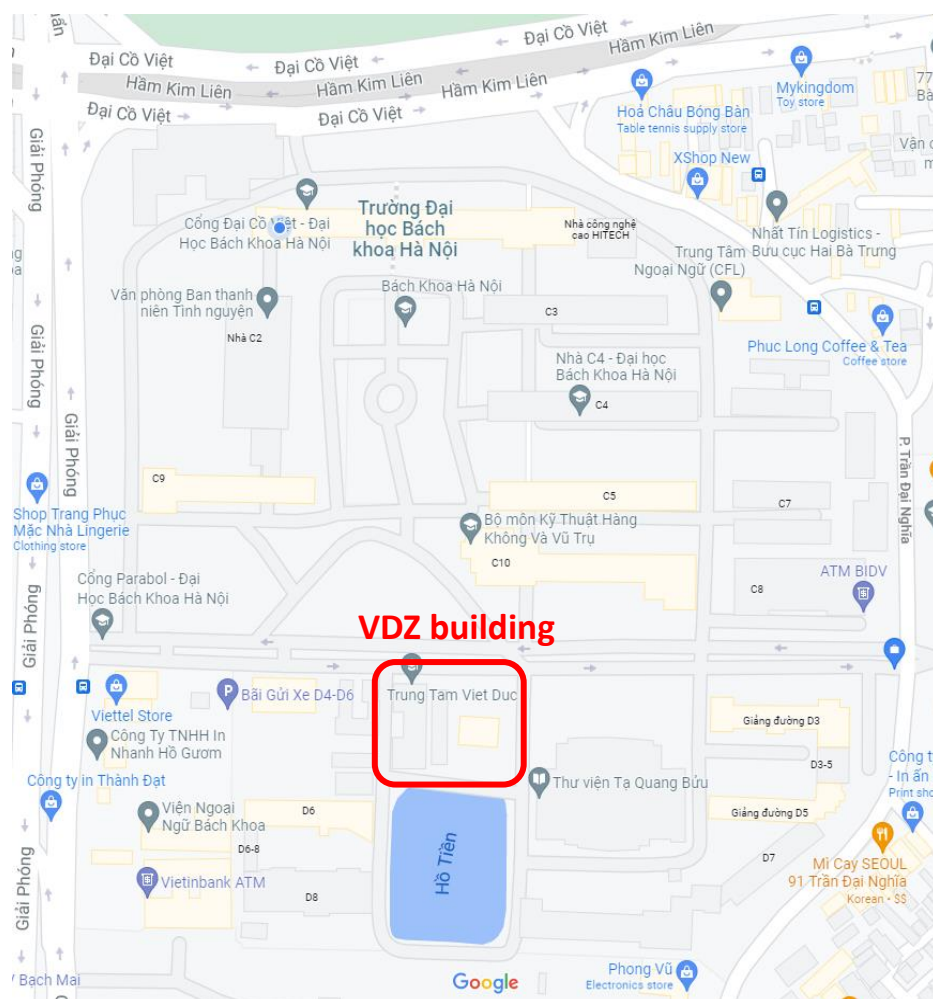 Đại Cồ Việt
Đại Cồ Việt
Đại Cồ Việt
Hầm Kim Liên
Hầm Kim Liên
Hầm Kim Liên
Hầm Kim Liên
Đại Cồ Việt
Đại Cồ Việt
Mykingdom
Toy store
77
Hoả Châu Bóng Bàn
Table tennis supply store
XShop New
Giải Phóng
Trường Đại
học Bách
khoa Hà Nội
Cổng Đại Cồ Việt - Đại
Học Bách Khoa Hà Nội
Nhà công nghệ
cao HITECH
Nhất Tín Logistics -
Bưu cục Hai Bà Trưng
Trung Tâm
Ngoại Ngữ (CFL)
Văn phòng Ban thanh
niên Tình nguyện
Bách Khoa Hà Nội
C3
Nhà C2
Giải Phóng
Phuc Long Coffee & Tea
Coffee store
Nhà C4 - Đại học
Bách Khoa Hà Nội
C4
Giải Phóng
P. Trần Đại Nghĩa
C9
C5
C7
Shop Trang Phục
Mặc Nhà Lingerie
Clothing store
Bộ môn Kỹ Thuật Hàng
Không Và Vũ Trụ
C10
ATM BIDV
C8
Cổng Parabol - Đại
Học Bách Khoa Hà Nội
Giải Phóng
VDZ building
Trung Tam Viet Duc
Bãi Gửi Xe D4-D6
Viettel Store
Công Ty TNHH In
Nhanh Hồ Gươm
Giảng đường D3
D3-5
Công t
- In ấn
Print sho
Công ty in Thành Đạt
Thư viện Tạ Quang Bửu
Viện Ngoại
Ngữ Bách Khoa
D6
Giảng đường D5
D6-8
Hồ Tiền
D7
Mì Cay SEOUL
91 Trần Đại Nghĩa
Korean • $$
Vietinbank ATM
D8
Giải Phóng
Bạch Mai
Google
Phong Vũ
Electronics store